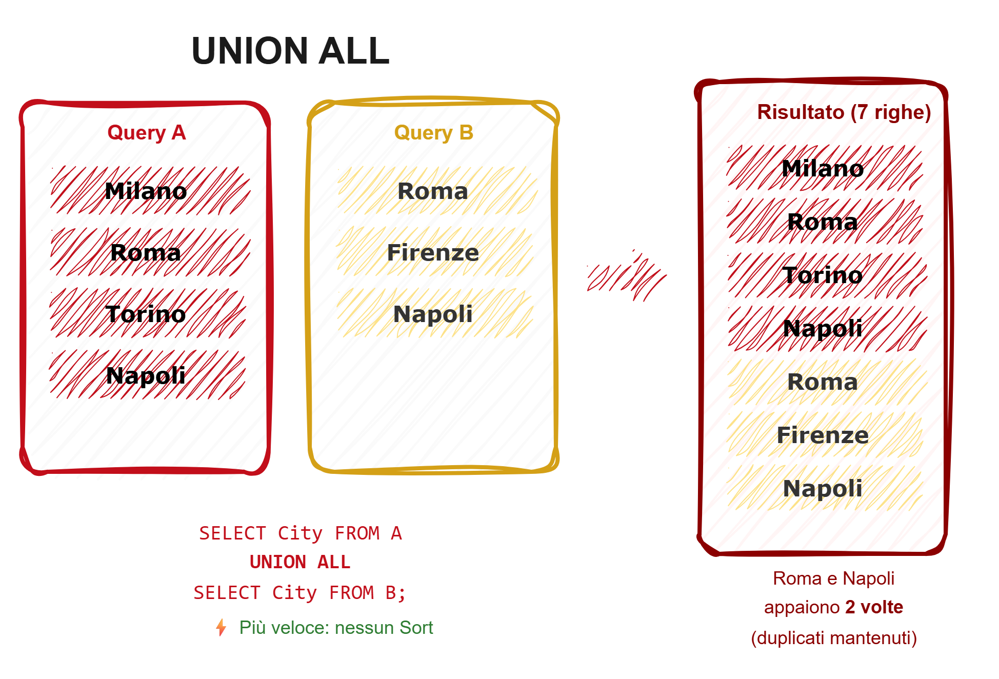 UNION ALL
Query A
Milano
Roma
Torino
Napoli
Query B
Roma
Firenze
Napoli
Risultato (7 righe)
Milano
Roma
Torino
Napoli
Roma
Firenze
Napoli
SELECT City FROM A
UNION ALL
SELECT City FROM B;
⚡ Più veloce: nessun Sort
Roma e Napoli
appaiono 2 volte
(duplicati mantenuti)